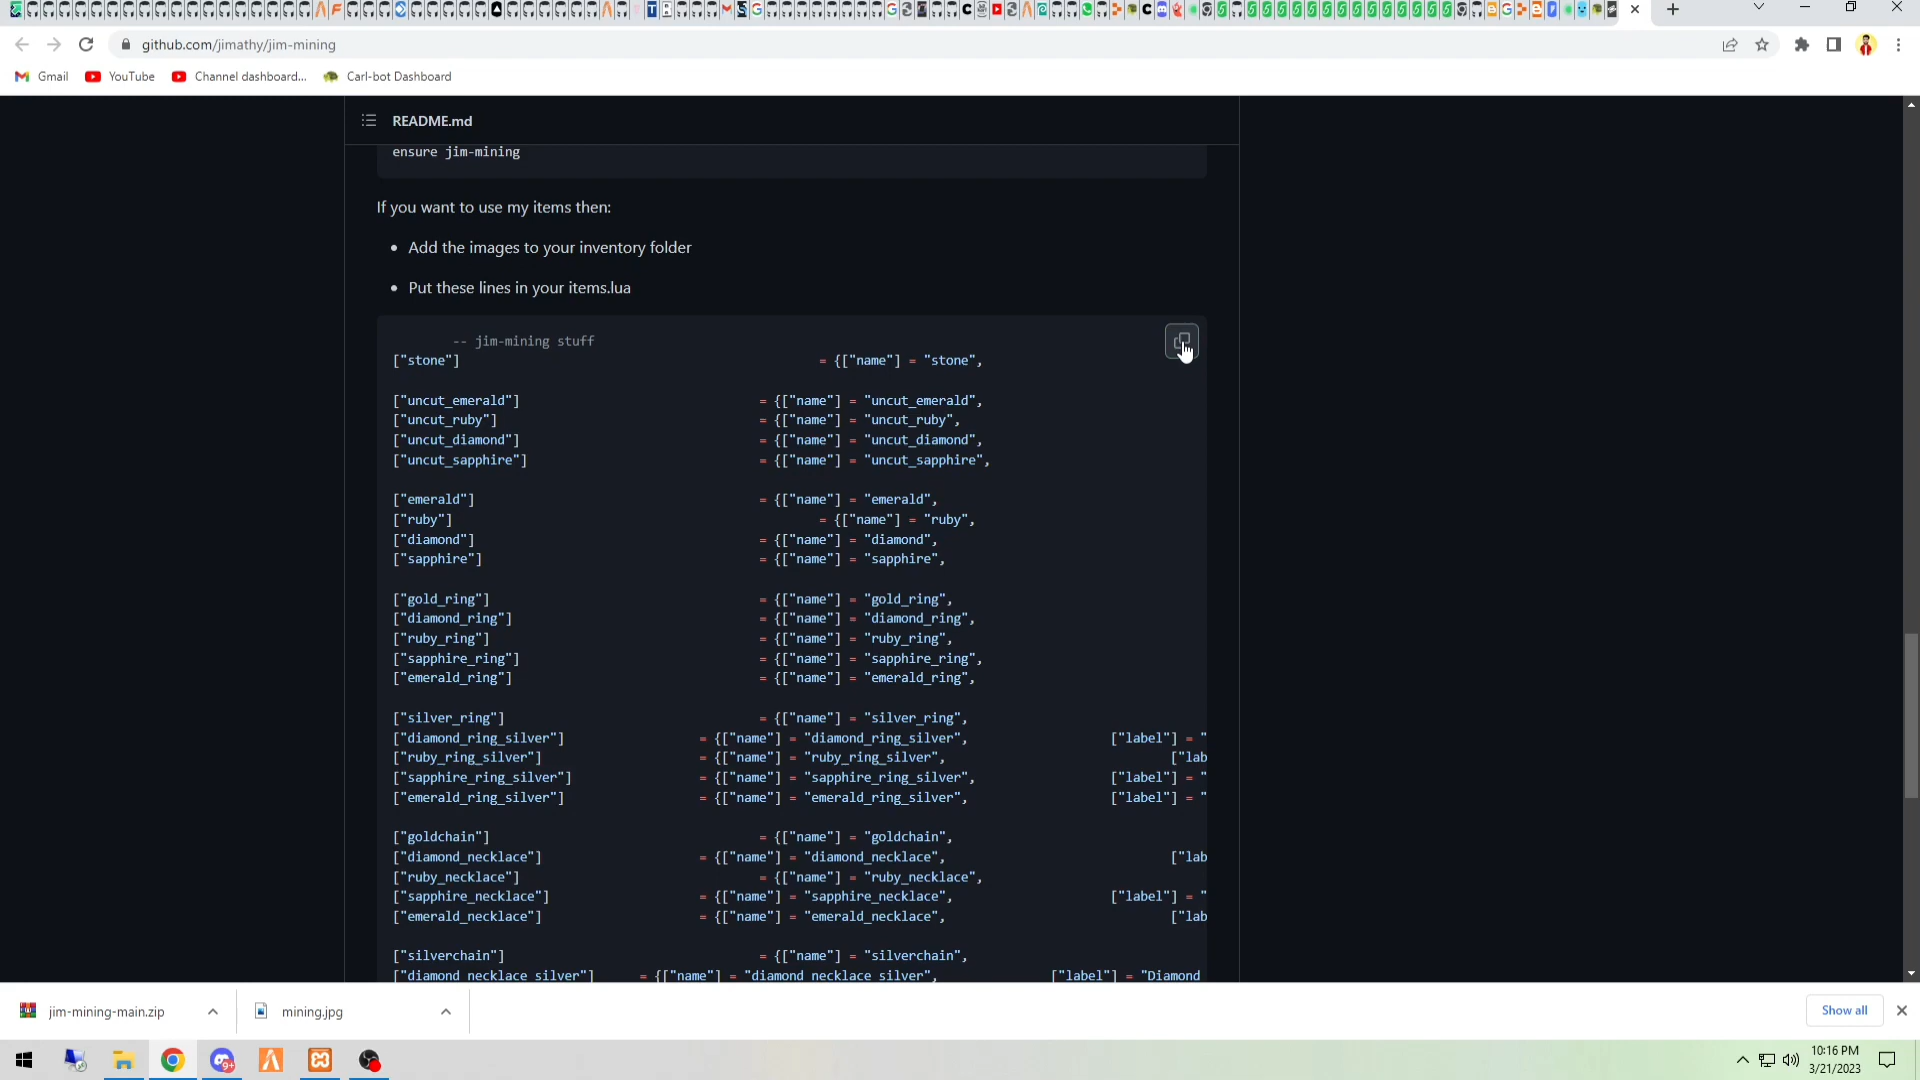 github.com/jimathy/jim-mining
Gmail YouTube Channel dashboard... Carl-bot Dashboard
README.md
ensure jim-mining
If you want to use my items then:
Add the images to your inventory folder
Put these lines in your items.lua
-- jim-mining stuff
["stone"] = {["name"] = "stone",
["uncut_emerald"] = {["name"] = "uncut_emerald",
["uncut_ruby"] = {["name"] = "uncut_ruby",
["uncut_diamond"] = {["name"] = "uncut_diamond",
["uncut_sapphire"] = {["name"] = "uncut_sapphire",
["emerald"] = {["name"] = "emerald",
["ruby"] = {["name"] = "ruby",
["diamond"] = {["name"] = "diamond",
["sapphire"] = {["name"] = "sapphire",
["gold_ring"] = {["name"] = "gold_ring",
["diamond_ring"] = {["name"] = "diamond_ring",
["ruby_ring"] = {["name"] = "ruby_ring",
["sapphire_ring"] = {["name"] = "sapphire_ring",
["emerald_ring"] = {["name"] = "emerald_ring",
["silver_ring"] = {["name"] = "silver_ring",
["diamond_ring_silver"] = {["name"] = "diamond_ring_silver", ["label"] = "
["ruby_ring_silver"] = {["name"] = "ruby_ring_silver", ["lab
["sapphire_ring_silver"] = {["name"] = "sapphire_ring_silver", ["label"] = "
["emerald_ring_silver"] = {["name"] = "emerald_ring_silver", ["label"] = "
["goldchain"] = {["name"] = "goldchain",
["diamond_necklace"] = {["name"] = "diamond_necklace", ["lab
["ruby_necklace"] = {["name"] = "ruby_necklace",
["sapphire_necklace"] = {["name"] = "sapphire_necklace", ["label"] = "
["emerald_necklace"] = {["name"] = "emerald_necklace", ["lab
["silverchain"] = {["name"] = "silverchain",
["diamond_necklace_silver"] = {["name"] = "diamond_necklace_silver", ["label"] = "Diamond
jim-mining-main.zip mining.jpg Show all
9+
10:16 PM
3/21/2023